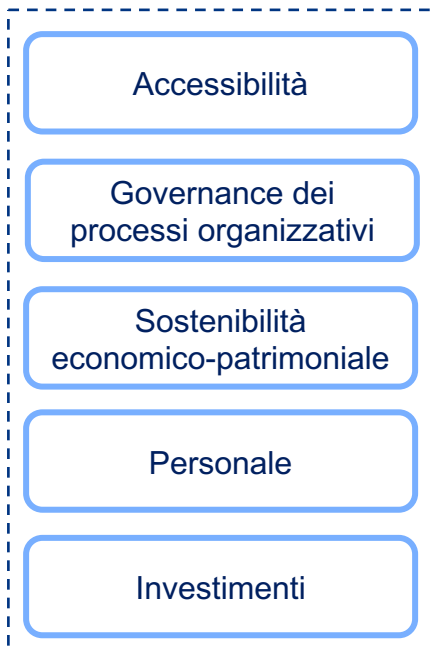 Accessibilità
Governance dei
processi organizzativi
Sostenibilità
economico-patrimoniale
Personale
Investimenti